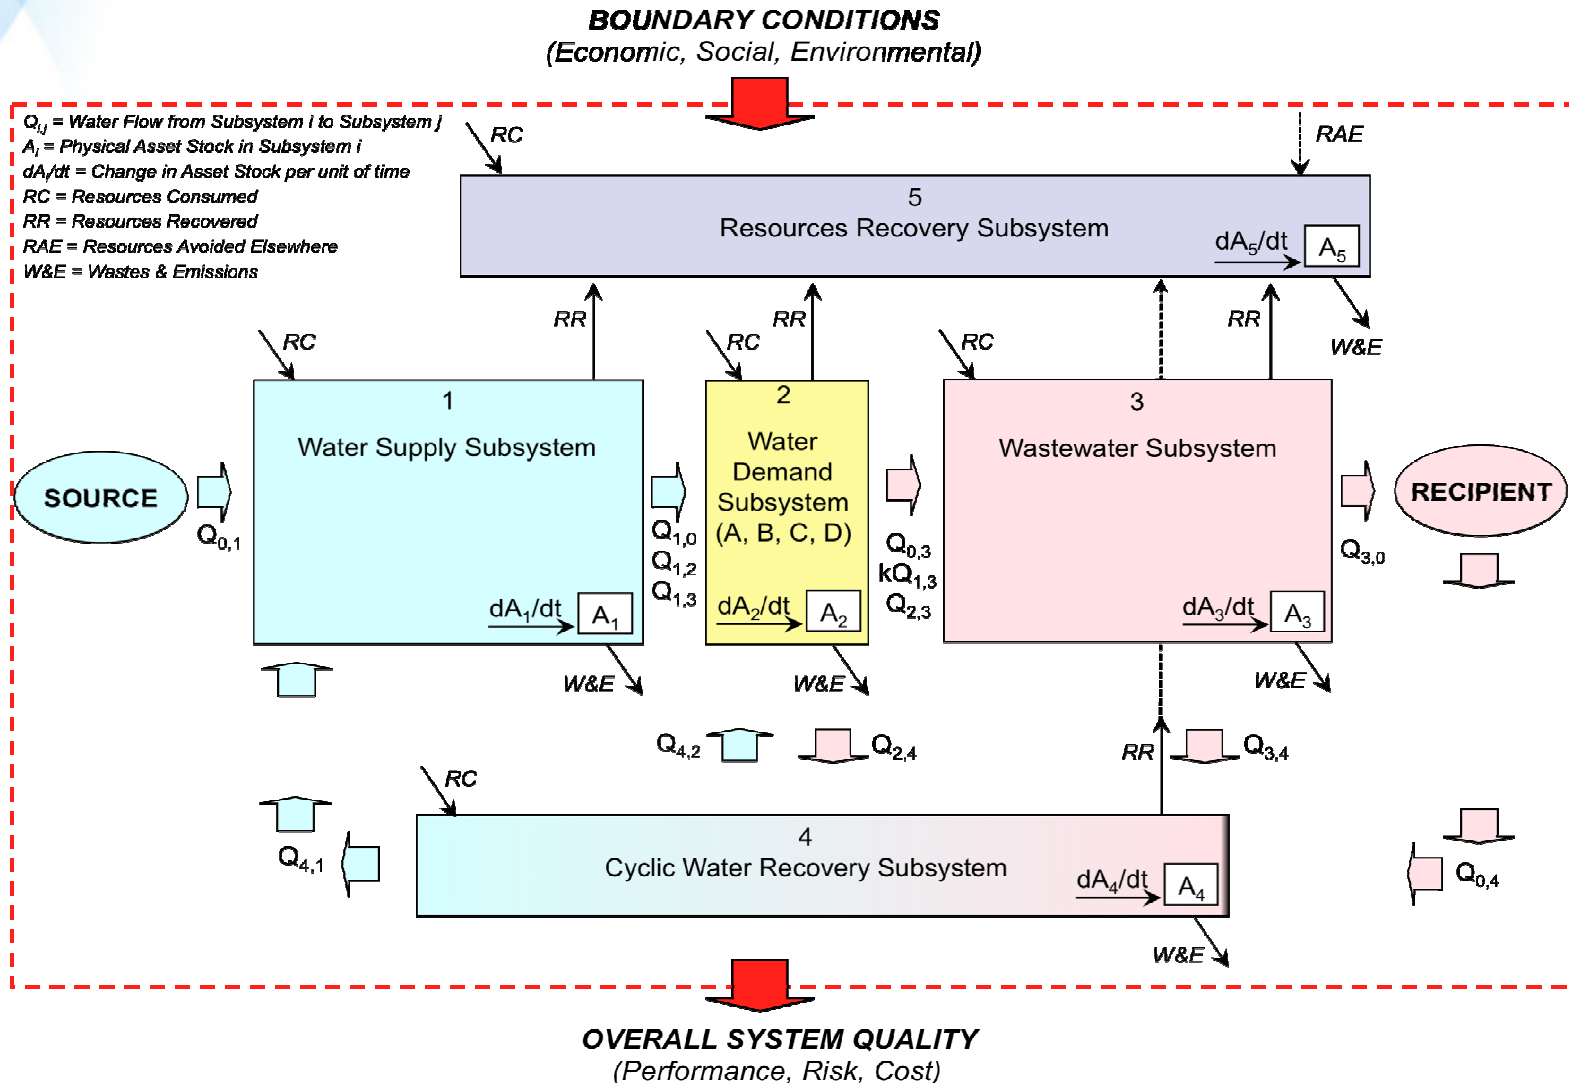 BOUNDARY CONDITIONS
(Economic, Social, Environmental)
Qi,j = Water Flow from Subsystem i to Subsystem j
Ai = Physical Asset Stock in Subsystem i
dAi/dt = Change in Asset Stock per unit of time
RC = Resources Consumed
RR = Resources Recovered
RAE = Resources Avoided Elsewhere
W&E = Wastes & Emissions
RC
RAE
5
Resources Recovery Subsystem
dA5/dt
A5
W&E
RC
RR
RC
RR
RC
RR
1
Water Supply Subsystem
dA1/dt
A1
W&E
2
Water
Demand
Subsystem
(A, B, C, D)
dA2/dt
A2
W&E
3
Wastewater Subsystem
dA3/dt
A3
W&E
SOURCE
Q0,1
Q1,0
Q1,2
Q1,3
Q0,3
kQ1,3
Q2,3
Q3,0
RECIPIENT
Q4,2
Q2,4
RR
Q3,4
RC
Q4,1
4
Cyclic Water Recovery Subsystem
dA4/dt
A4
W&E
Q0,4
OVERALL SYSTEM QUALITY
(Performance, Risk, Cost)